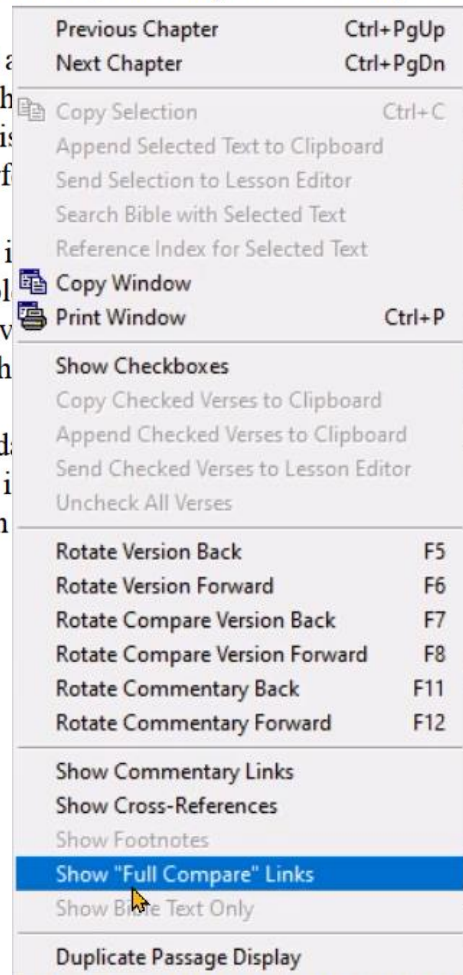 Previous Chapter Ctrl+PgUp
Next Chapter Ctrl+PgDn
Copy Selection Ctrl+C
Append Selected Text to Clipboard
Send Selection to Lesson Editor
Search Bible with Selected Text
Reference Index for Selected Text
Copy Window
Print Window Ctrl+P
Show Checkboxes
Copy Checked Verses to Clipboard
Append Checked Verses to Clipboard
Send Checked Verses to Lesson Editor
Uncheck All Verses
Rotate Version Back F5
Rotate Version Forward F6
Rotate Compare Version Back F7
Rotate Compare Version Forward F8
Rotate Commentary Back F11
Rotate Commentary Forward F12
Show Commentary Links
Show Cross-References
Show Footnotes
Show "Full Compare" Links
Show Bible Text Only
Duplicate Passage Display